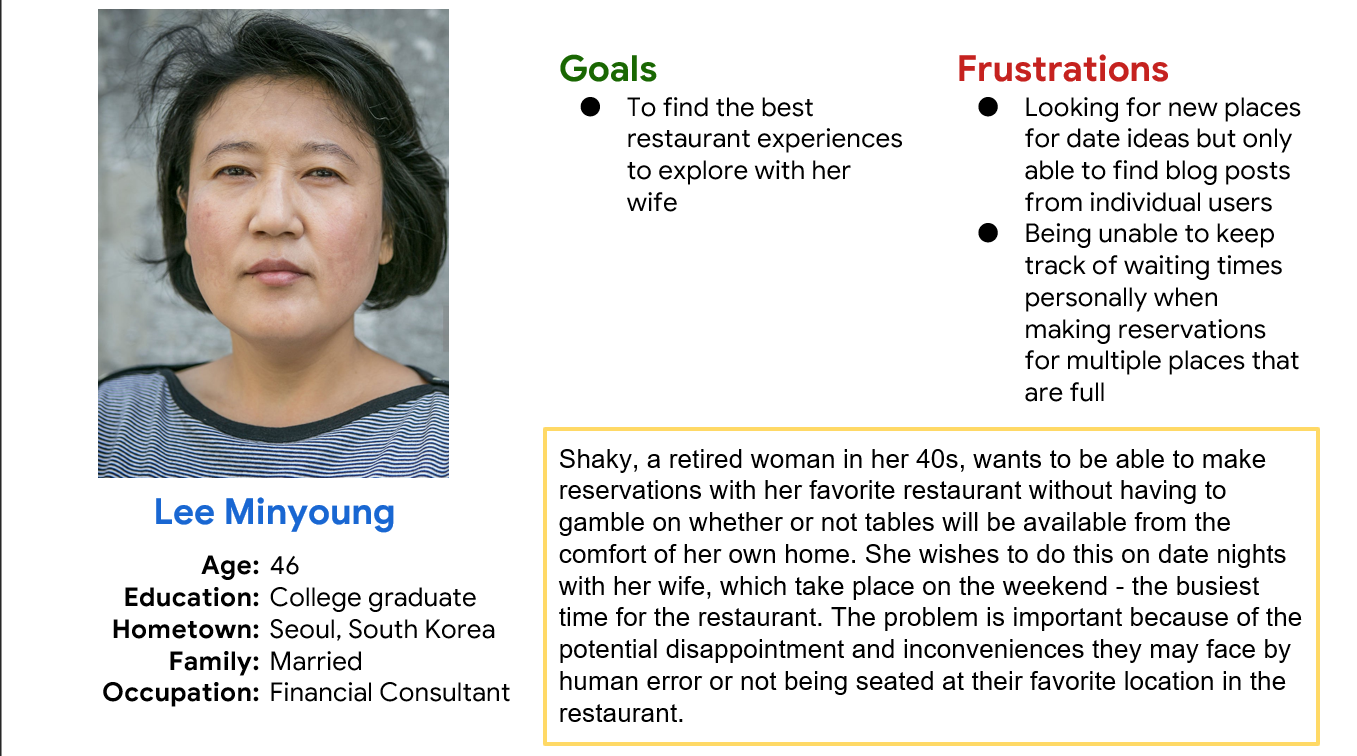 Lee Minyoung
Age: 46
Education: College graduate
Hometown: Seoul, South Korea
Family: Married
Occupation: Financial Consultant
Goals
● To find the best
restaurant experiences
to explore with her
wife
Frustrations
● Looking for new places
for date ideas but only
able to find blog posts
from individual users
● Being unable to keep
track of waiting times
personally when
making reservations
for multiple places that
are full
Shaky, a retired woman in her 40s, wants to be able to make
reservations with her favorite restaurant without having to
gamble on whether or not tables will be available from the
comfort of her own home. She wishes to do this on date nights
with her wife, which take place on the weekend - the busiest
time for the restaurant. The problem is important because of the
potential disappointment and inconveniences they may face by
human error or not being seated at their favorite location in the
restaurant.